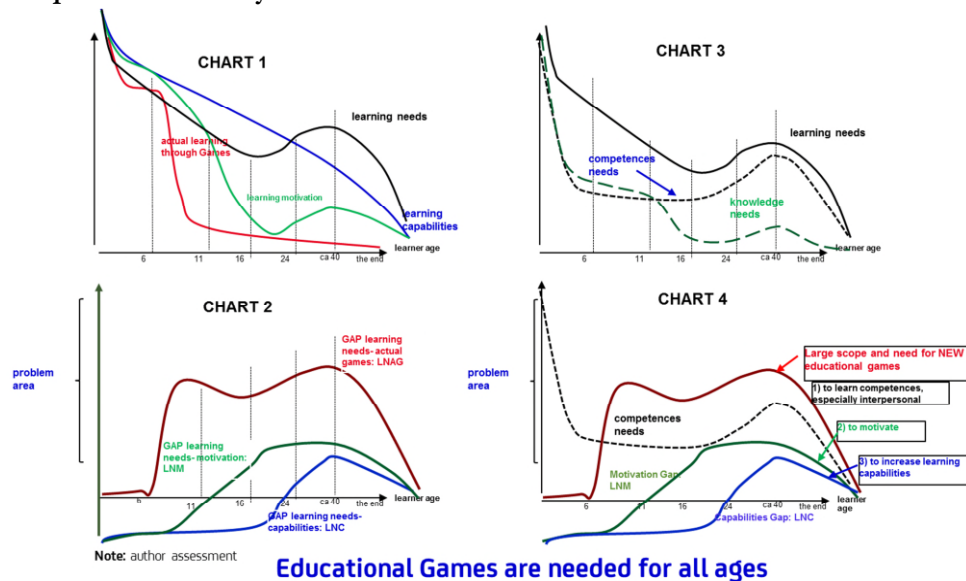 CHART 1
learning needs
actual learning
through Games
learning motivation
learning
capabilities
learner age
6
11
16
24
ca 40
the end
CHART 3
learning needs
competences
needs
knowledge
needs
learner age
6
11
16
24
ca 40
the end
CHART 2
GAP learning
needs- actual
games: LNAG
problem
area
GAP learning
needs-motivation:
LNM
GAP learning needs-
capabilities: LNC
6
11
16
24
ca 40
the end
learner
age
Note: author assessment
CHART 4
Large scope and need for NEW
educational games
1) to learn competences,
especially interpersonal
2) to motivate
3) to increase learning
capabilities
problem
area
competences
needs
Motivation Gap:
LNM
Capabilities Gap: LNC
6
11
16
24
ca 40
the end
learner
age
Educational Games are needed for all ages